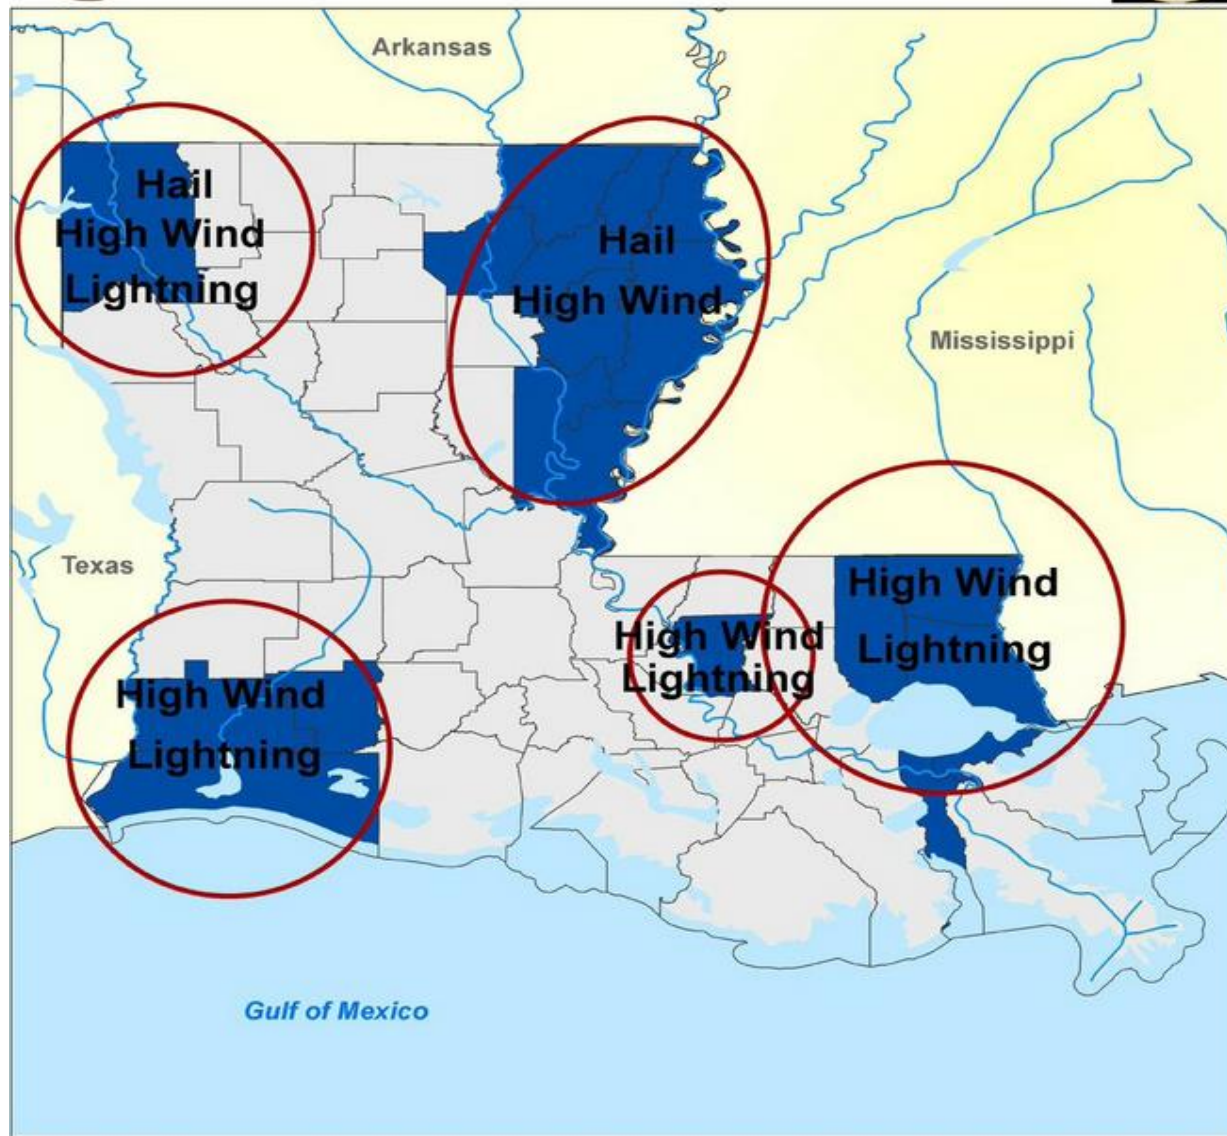 Arkansas
Hail
High Wind
Lightning
Hail
High Wind
Mississippi
Texas
High Wind
Lightning
High Wind
Lightning
High Wind
Lightning
Gulf of Mexico